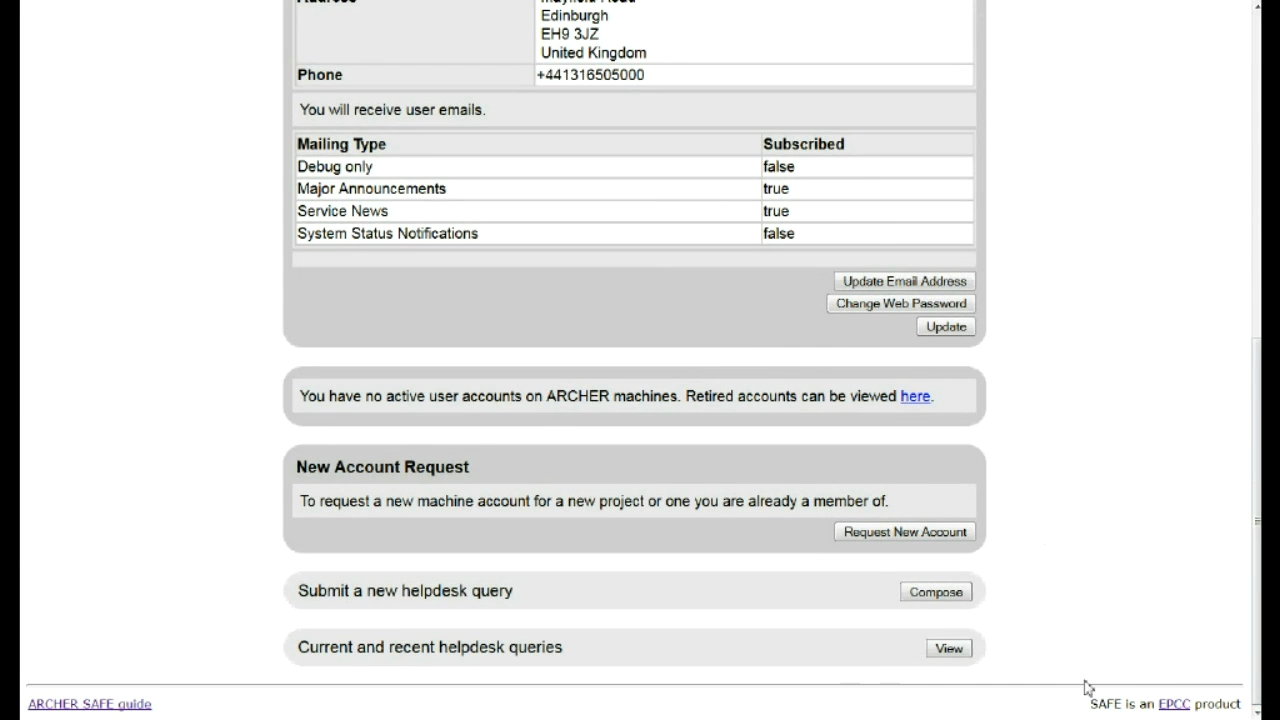 Address
Mayfield Road
Edinburgh
EH9 3JZ
United Kingdom
Phone +441316505000
You will receive user emails.
Mailing Type Subscribed
Debug only false
Major Announcements true
Service News true
System Status Notifications false
Update Email Address
Change Web Password
Update
You have no active user accounts on ARCHER machines. Retired accounts can be viewed here.
New Account Request
To request a new machine account for a new project or one you are already a member of.
Request New Account
Submit a new helpdesk query Compose
Current and recent helpdesk queries View
ARCHER SAFE guide SAFE is an EPCC product